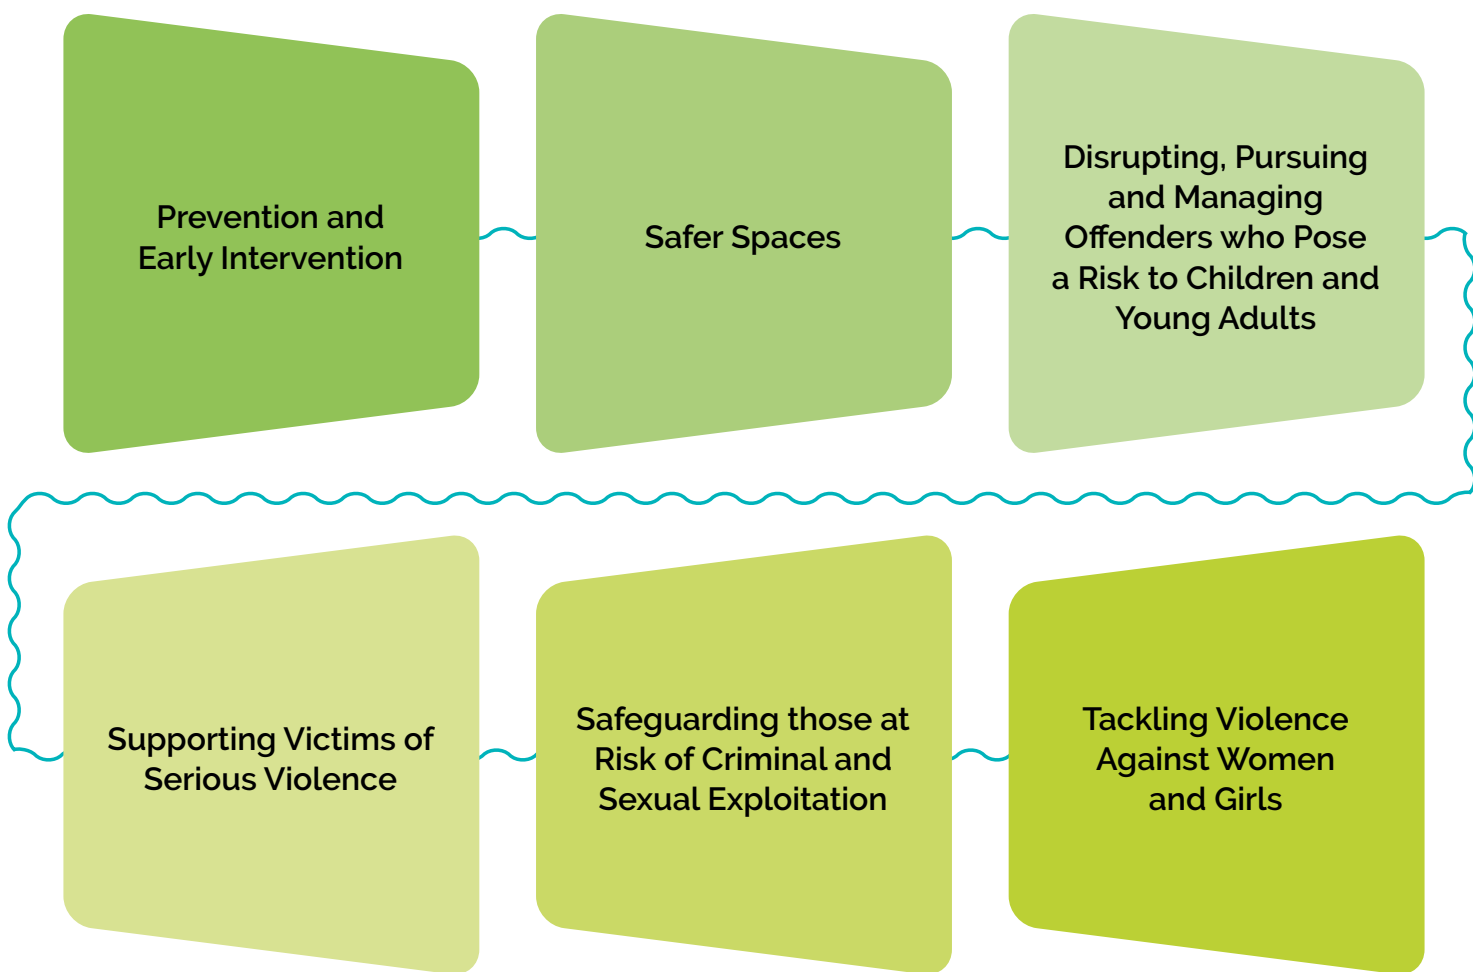 Prevention and
Early Intervention
Safer Spaces
Disrupting, Pursuing
and Managing
Offenders who Pose
a Risk to Children and
Young Adults
Supporting Victims of
Serious Violence
Safeguarding those at
Risk of Criminal and
Sexual Exploitation
Tackling Violence
Against Women
and Girls